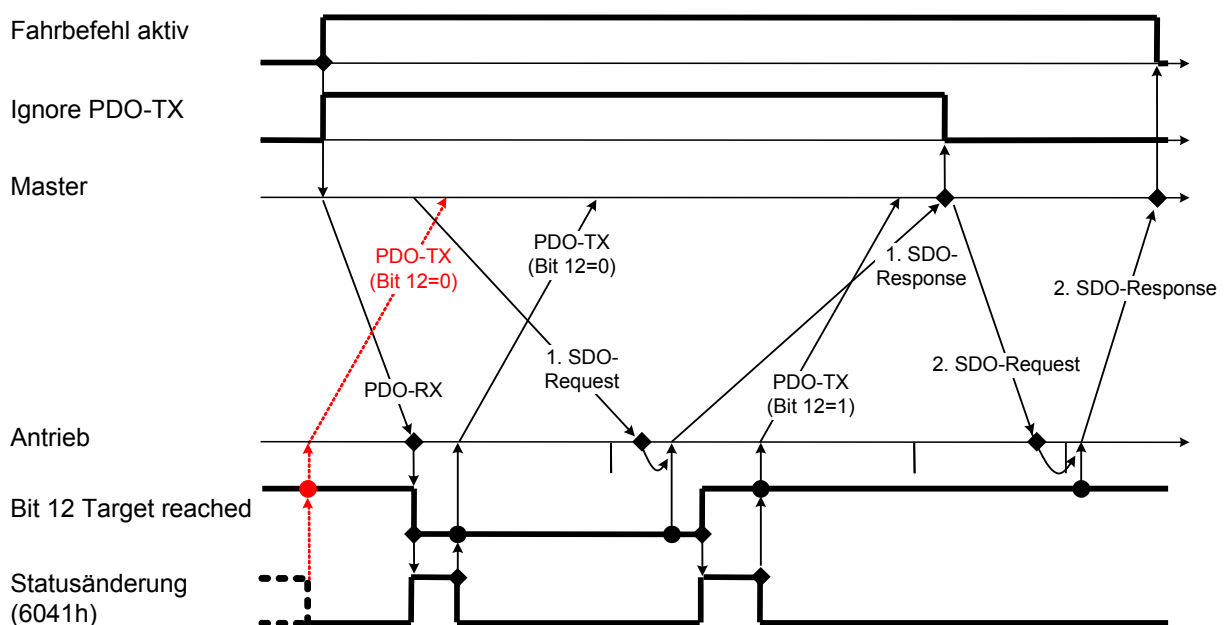 Fahrbefehl aktiv
Ignore PDO-TX
Master
PDO-TX
(Bit 12=0)
PDO-TX
(Bit 12=0)
1. SDO-
Response
2. SDO-Response
1. SDO-
Request
2. SDO-Request
PDO-RX
PDO-TX
(Bit 12=1)
Antrieb
Bit 12 Target reached
Statusänderung
(6041h)